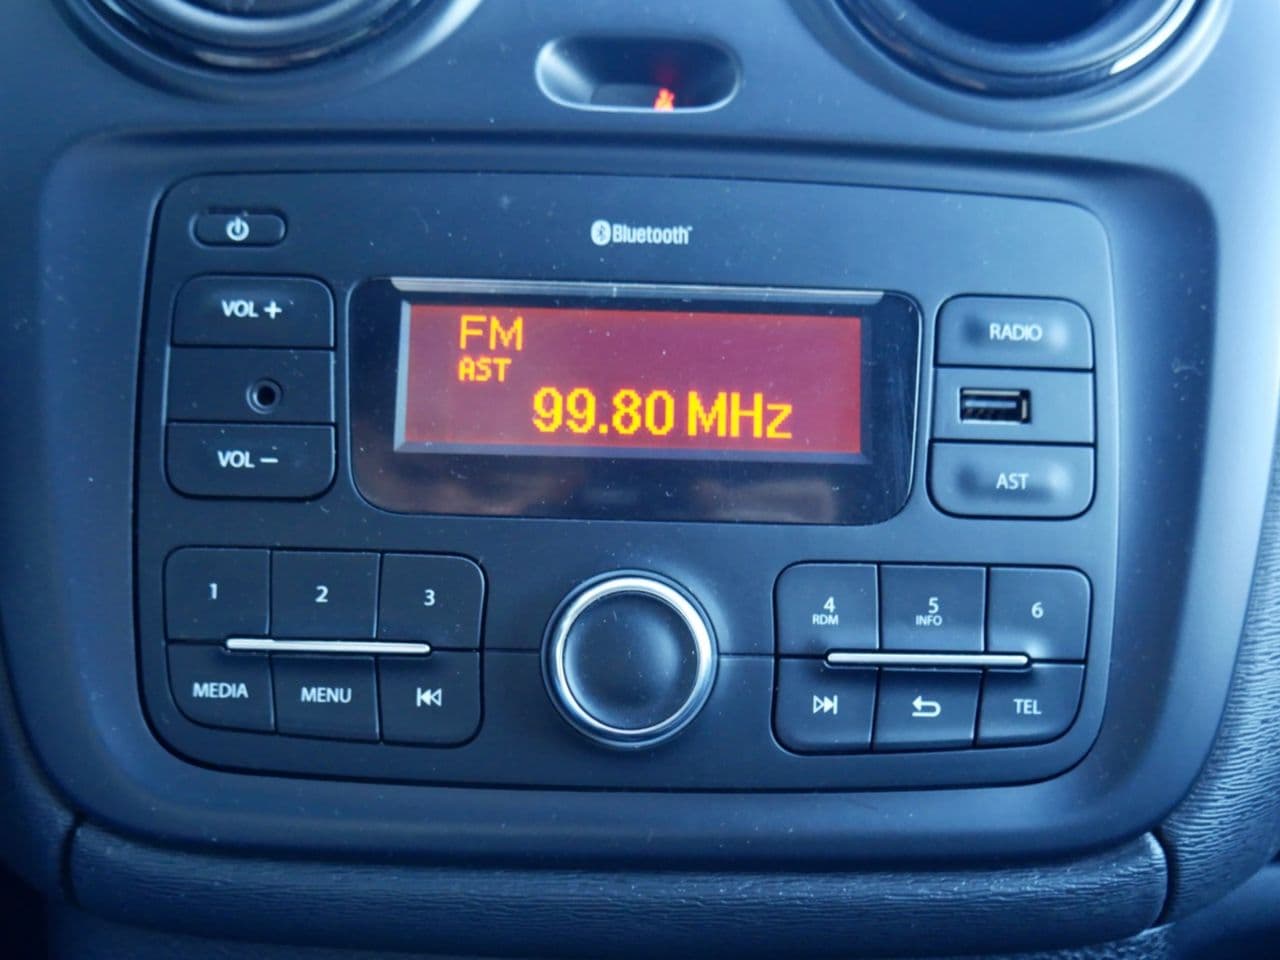 Bluetooth
VOL +
FM
AST
99.80 MHz
RADIO
VOL –
AST
1
2
3
4
RDM
5
INFO
6
MEDIA
MENU
TEL